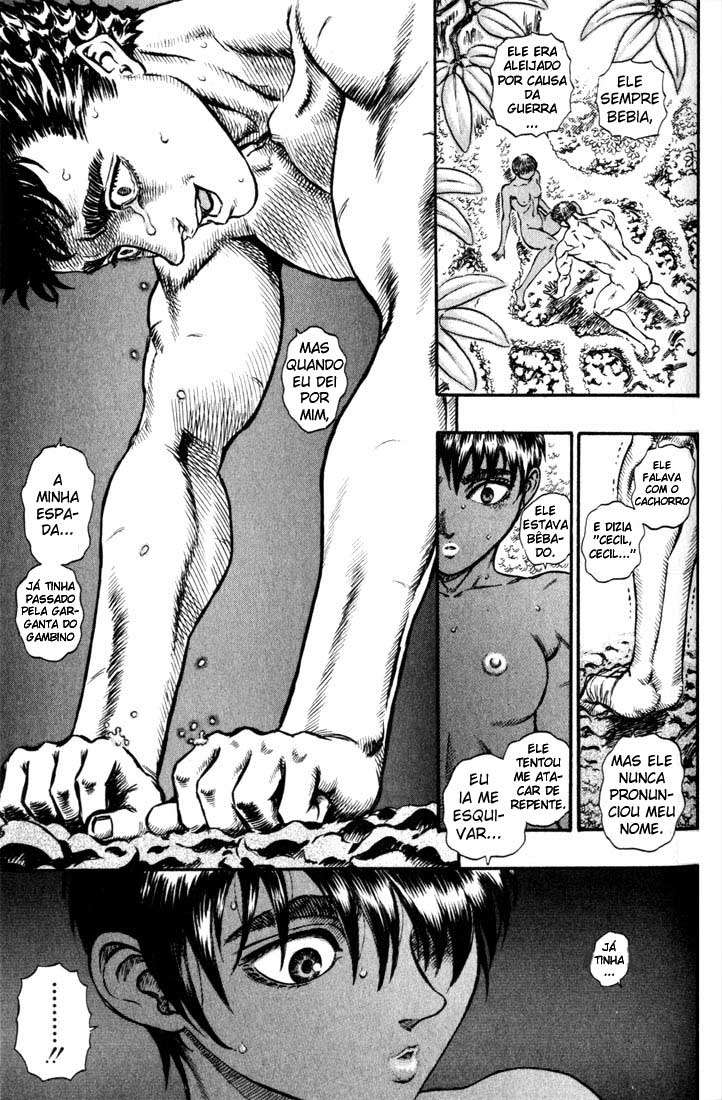 ELE
SEMPRE
BEBIA,
ELE ERA
ALEIJADO
POR CAUSA
DA
GUERRA
...
ELE
FALAVA
COM O
CACHORRO
E DIZIA
"CECIL,
CECIL..."
MAS ELE
NUNCA
PRONUN-
CIOU MEU
NOME.
ELE
ESTAVA
BÊBA-
DO.
ELE
TENTOU
ME ATA-
CAR DE
REPENTE.
EU
IA ME
ESQUI-
VAR...
MAS
QUANDO
EU DEI
POR
MIM,
A
MINHA
ESPA-
DA...
JÁ TINHA
PASSADO
PELA GAR-
GANTA DO
GAMBINO
JÁ
TINHA
...
......
!!